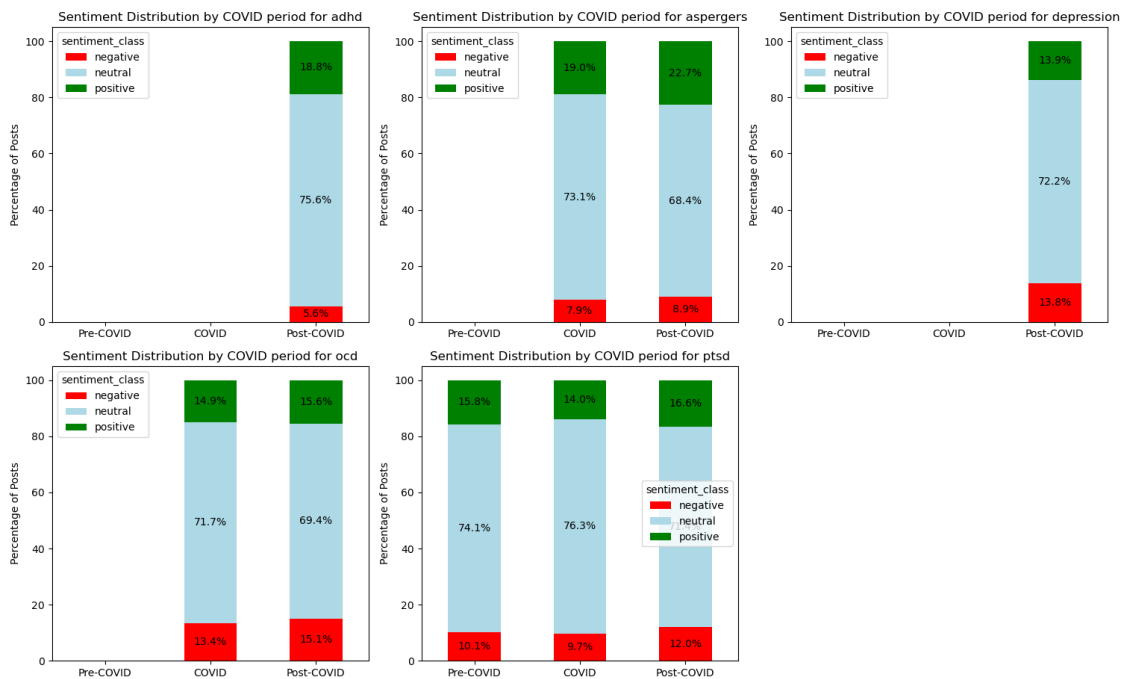 Sentiment Distribution by COVID period for adhd
sentiment_class
negative
neutral
positive
Percentage of Posts
100
80
60
40
20
0
18.8%
75.6%
5.6%
Pre-COVID COVID Post-COVID
Sentiment Distribution by COVID period for aspergers
sentiment_class
negative
neutral
positive
Percentage of Posts
100
80
60
40
20
0
19.0% 22.7%
73.1% 68.4%
7.9% 8.9%
Pre-COVID COVID Post-COVID
Sentiment Distribution by COVID period for depression
sentiment_class
negative
neutral
positive
Percentage of Posts
100
80
60
40
20
0
13.9%
72.2%
13.8%
Pre-COVID COVID Post-COVID
Sentiment Distribution by COVID period for ocd
sentiment_class
negative
neutral
positive
Percentage of Posts
100
80
60
40
20
0
14.9% 15.6%
71.7% 69.4%
13.4% 15.1%
Pre-COVID COVID Post-COVID
Sentiment Distribution by COVID period for ptsd
Percentage of Posts
100
80
60
40
20
0
15.8% 14.0% 16.6%
sentiment_class
negative
neutral
positive
74.1% 76.3% 71.4%
10.1% 9.7% 12.0%
Pre-COVID COVID Post-COVID